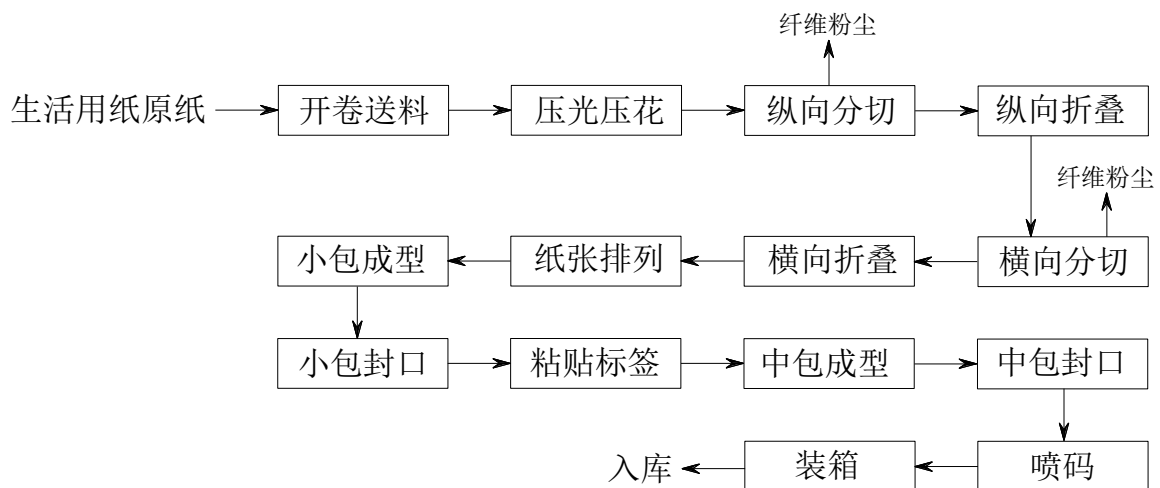 纤维粉尘
生活用纸原纸 开卷送料 压光压花 纵向分切 纵向折叠
纤维粉尘
小包成型 纸张排列 横向折叠 横向分切
小包封口 粘贴标签 中包成型 中包封口
入库 装箱 喷码